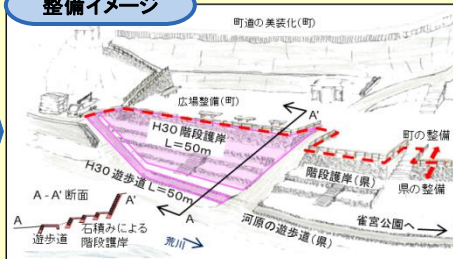 整備イメージ
町道の美装化(町)
広場整備(町)
A'
H30 階段護岸
L=50m
町の整備
H30 遊歩道 L=50m
階段護岸(県)
県の整備
A-A'断面
A'
A
石積みによる
階段護岸
遊歩道
A
荒川
河原の遊歩道(県)
雀宮公園へ